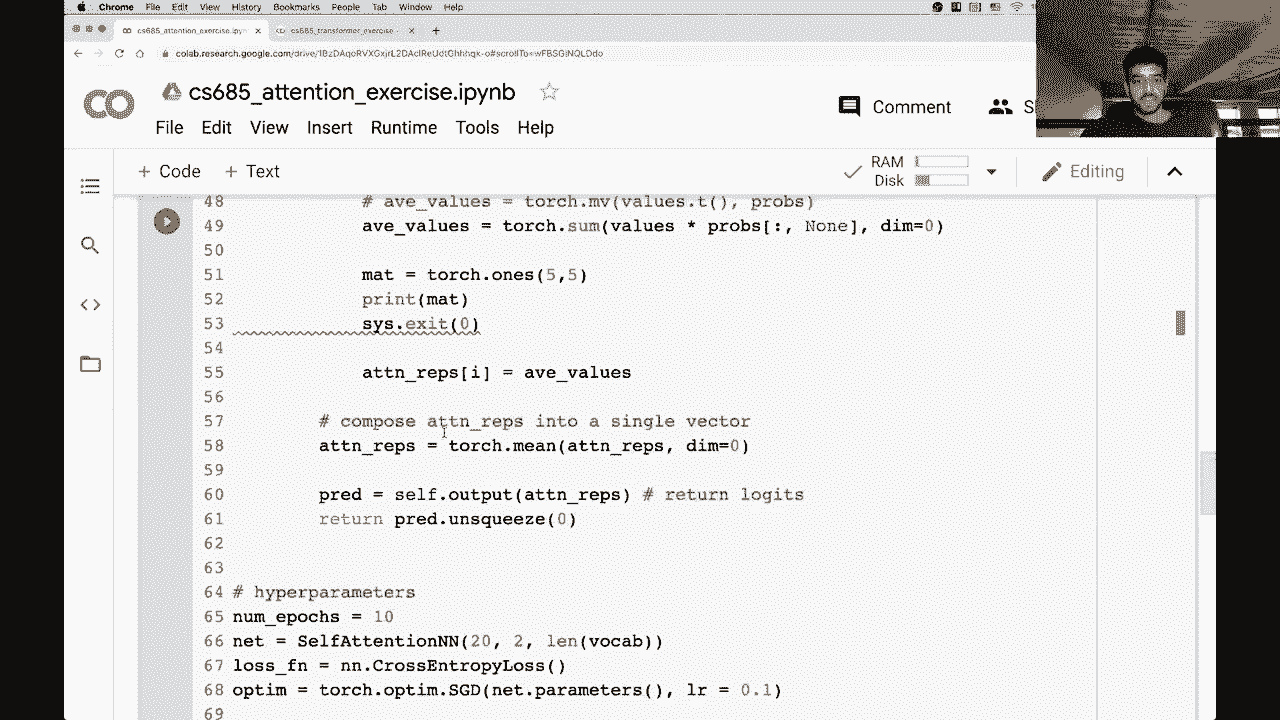 Chrome File Edit View History Bookmarks People Tab Window Help
cs685_attention_exercise.ipyn × cs685_transformer_exercise - × +
colab.research.google.com/drive/
CO cs685_attention_exercise.ipynb
Comment
File Edit View Insert Runtime Tools Help
+ Code + Text
RAM
Disk
Editing
48 # ave_values = torch.mv(values.t(), probs)
49 ave_values = torch.sum(values * probs[:, None], dim=0)
50
51 mat = torch.ones(5,5)
52 print(mat)
53 sys.exit(0)
54
55 attn_reps[i] = ave_values
56
57 # compose attn_reps into a single vector
58 attn_reps = torch.mean(attn_reps, dim=0)
59
60 pred = self.output(attn_reps) # return logits
61 return pred.unsqueeze(0)
62
63
64 # hyperparameters
65 num_epochs = 10
66 net = SelfAttentionNN(20, 2, len(vocab))
67 loss_fn = nn.CrossEntropyLoss()
68 optim = torch.optim.SGD(net.parameters(), lr = 0.1)
69